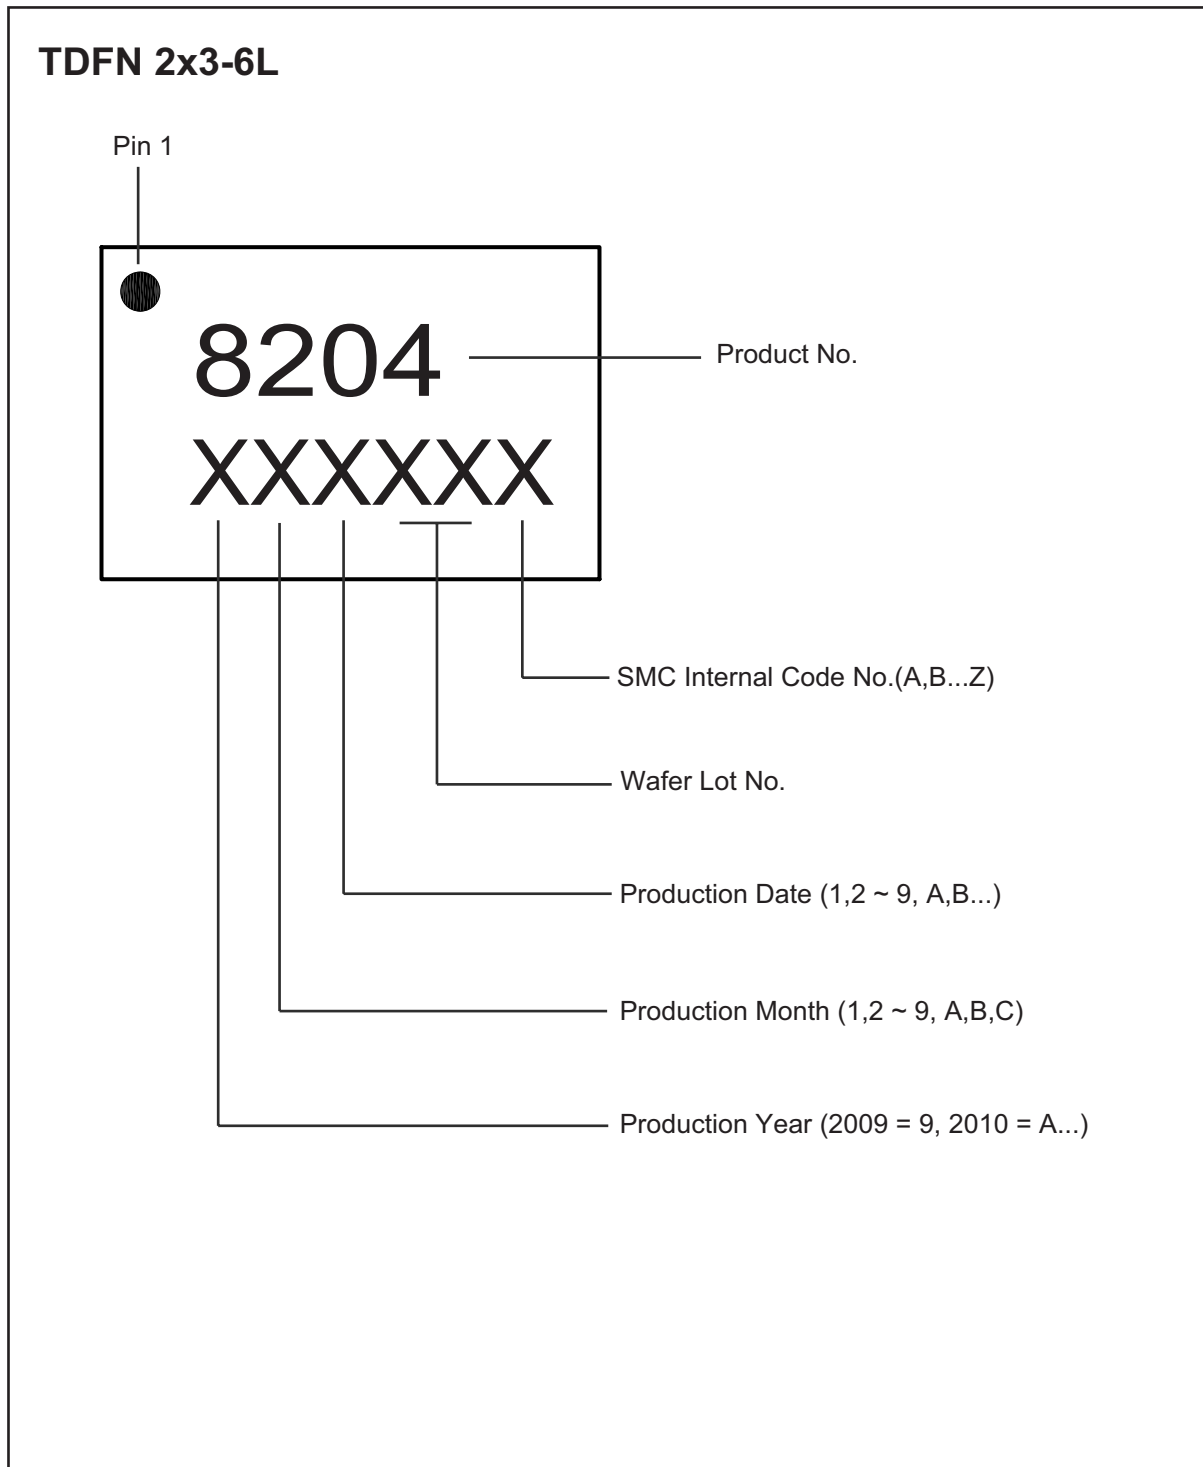 TDFN 2x3-6L
Pin 1
8204
Product No.
XXXXXX
SMC Internal Code No.(A,B...Z)
Wafer Lot No.
Production Date (1,2 ~ 9, A,B...)
Production Month (1,2 ~ 9, A,B,C)
Production Year (2009 = 9, 2010 = A...)